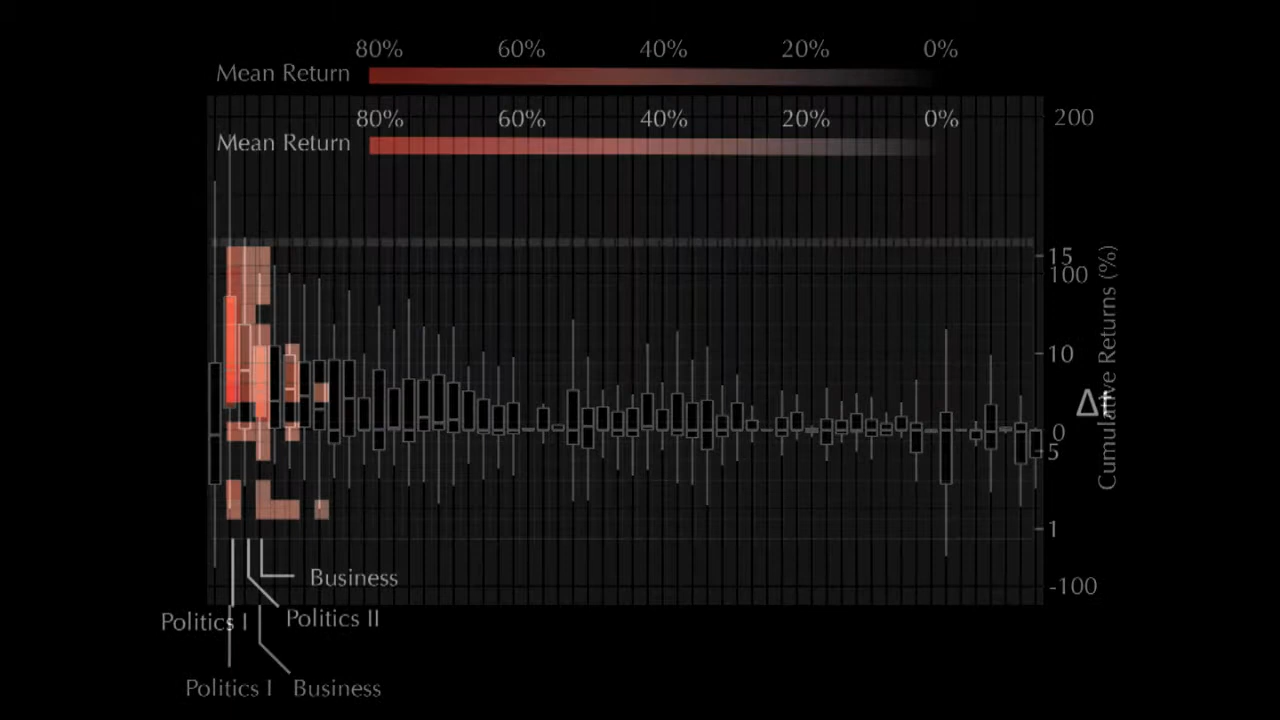 80% 60% 40% 20% 0%
Mean Return
80% 60% 40% 20% 0%
Mean Return
200
15
100
10
Δt
Cumulative Returns (%)
0
5
1
-100
Business
Politics I
Politics II
Politics I Business